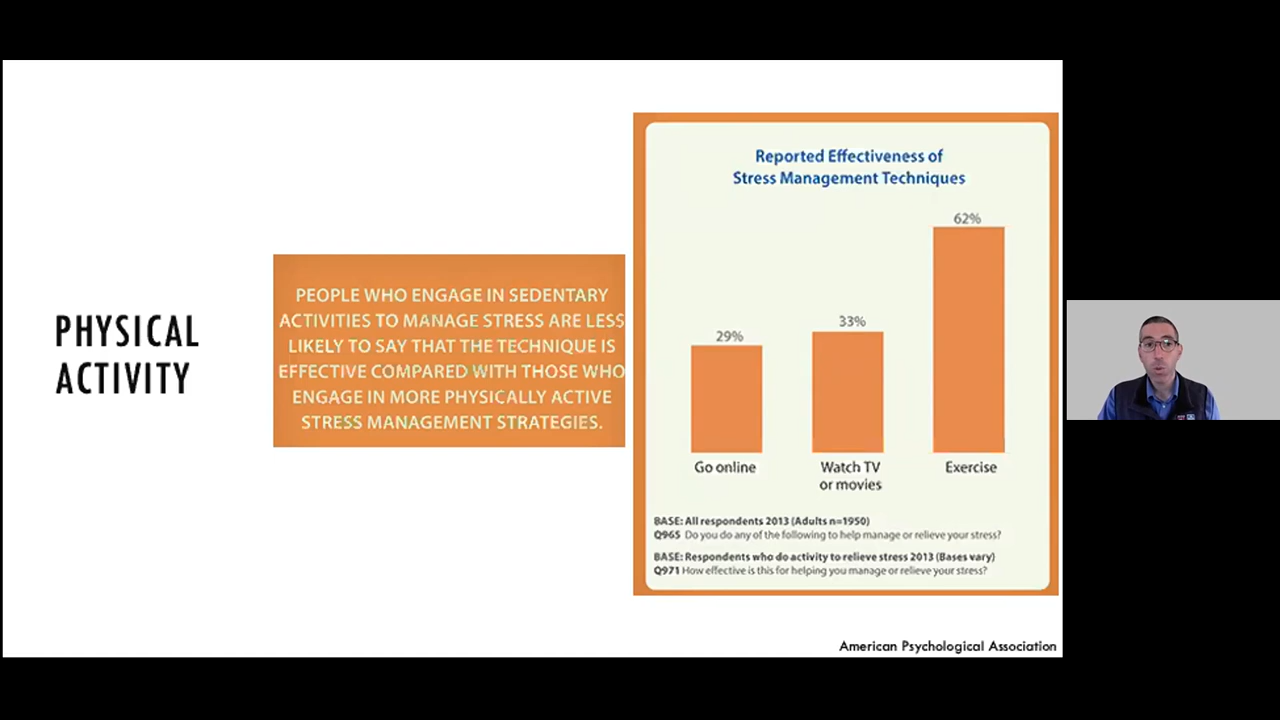 PHYSICAL
ACTIVITY
PEOPLE WHO ENGAGE IN SEDENTARY
ACTIVITIES TO MANAGE STRESS ARE LESS
LIKELY TO SAY THAT THE TECHNIQUE IS
EFFECTIVE COMPARED WITH THOSE WHO
ENGAGE IN MORE PHYSICALLY ACTIVE
STRESS MANAGEMENT STRATEGIES.
Reported Effectiveness of
Stress Management Techniques
29%
33%
62%
Go online
Watch TV
or movies
Exercise
BASE: All respondents 2013 (Adults n=1950)
Q965 Do you do any of the following to help manage or relieve your stress?
BASE: Respondents who do activity to relieve stress 2013 (Bases vary)
Q971 How effective is this for helping you manage or relieve your stress?
American Psychological Association